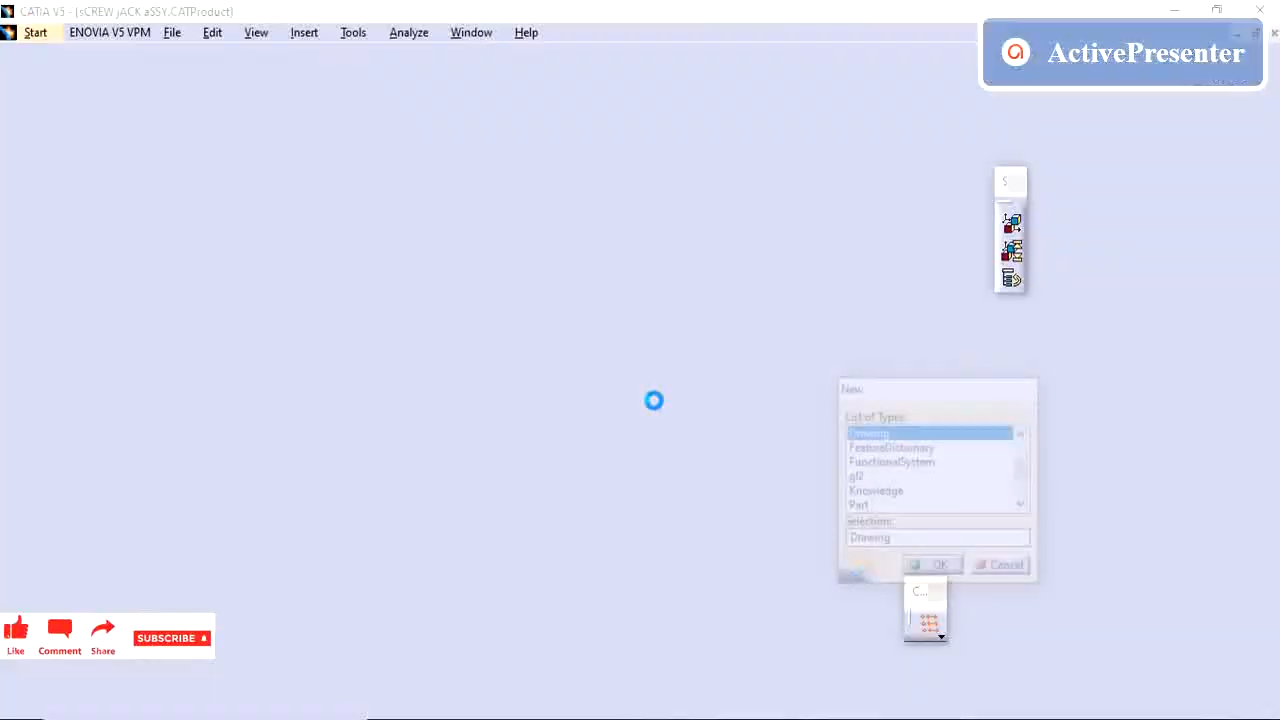 CATIA V5 - [sCREW jACK aSSY.CATProduct]
Start ENOVIA V5 VPM File Edit View Insert Tools Analyze Window Help
ActivePresenter
S
New
List of Types:
Drawing
FeatureDictionary
FunctionalSystem
gl2
Knowledge
Part
Selection:
Drawing
OK Cancel
C...
Like Comment Share SUBSCRIBE